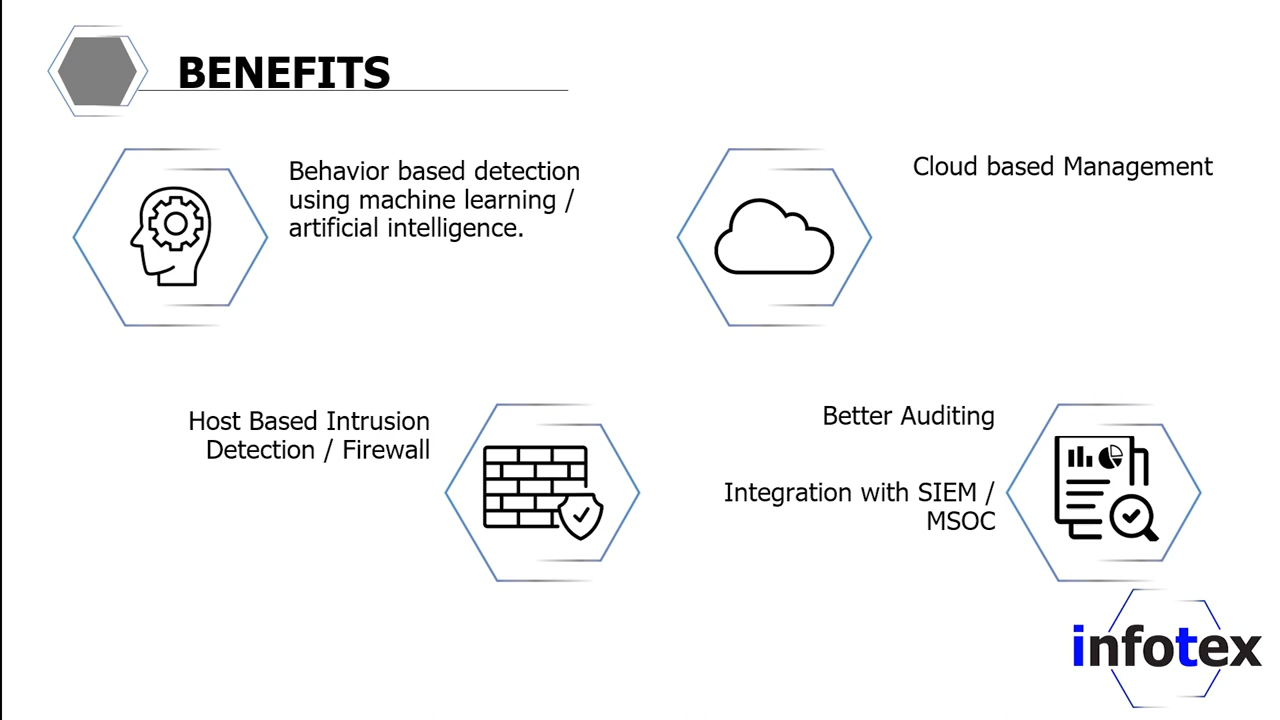 BENEFITS
Behavior based detection
using machine learning /
artificial intelligence.
Cloud based Management
Host Based Intrusion
Detection / Firewall
Better Auditing
Integration with SIEM /
MSOC
infotex